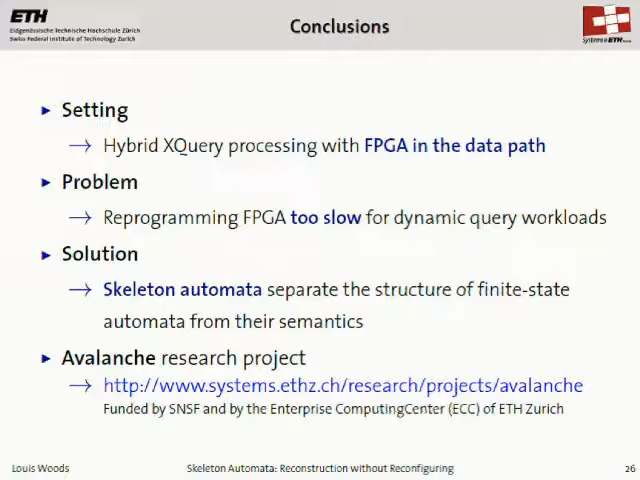 ETH
Eidgenössische Technische Hochschule Zürich
Swiss Federal Institute of Technology Zurich
Conclusions
Systems@ETH Zürich
▶ Setting
→ Hybrid XQuery processing with FPGA in the data path
▶ Problem
→ Reprogramming FPGA too slow for dynamic query workloads
▶ Solution
→ Skeleton automata separate the structure of finite-state
automata from their semantics
▶ Avalanche research project
→ http://www.systems.ethz.ch/research/projects/avalanche
Funded by SNSF and by the Enterprise ComputingCenter (ECC) of ETH Zurich
Louis Woods
Skeleton Automata: Reconstruction without Reconfiguring
26